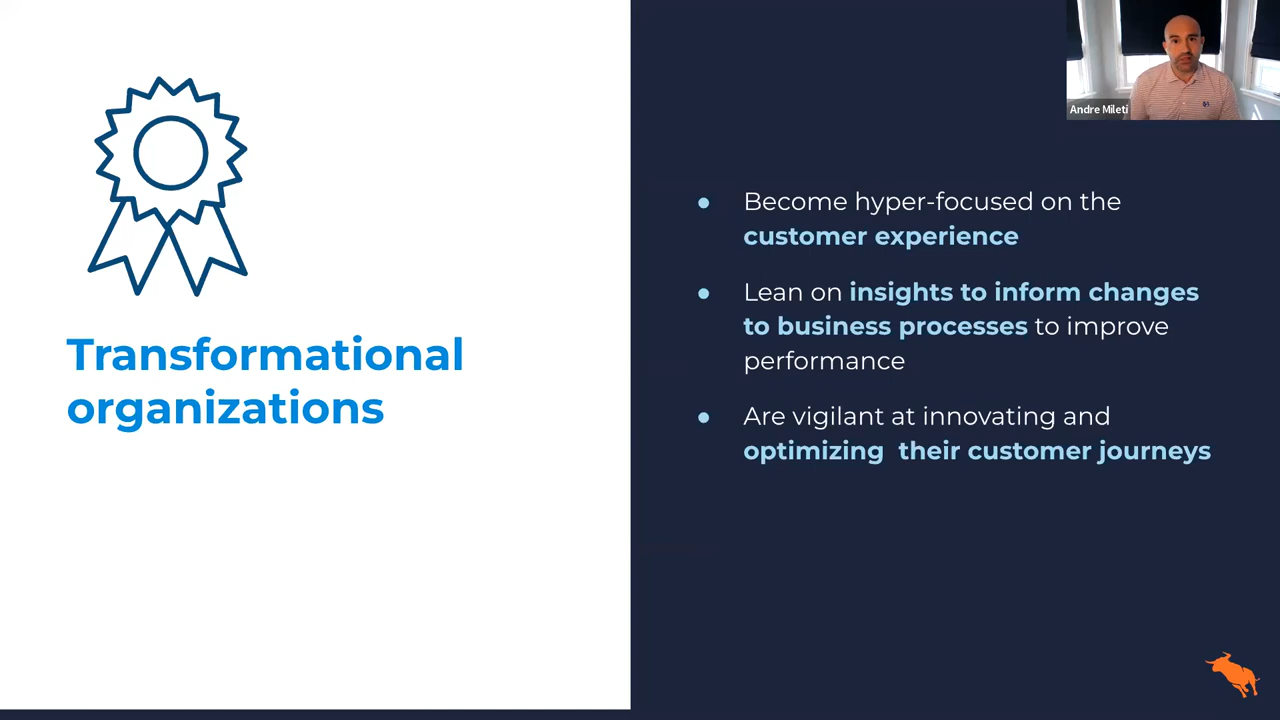 Andre Mileti
Transformational
organizations
● Become hyper-focused on the
customer experience
● Lean on insights to inform changes
to business processes to improve
performance
● Are vigilant at innovating and
optimizing  their customer journeys